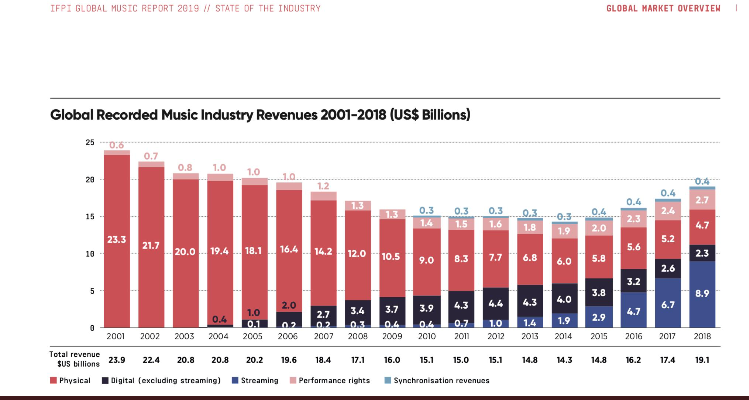 IFPI GLOBAL MUSIC REPORT 2019 // STATE OF THE INDUSTRY
GLOBAL MARKET OVERVIEW
Global Recorded Music Industry Revenues 2001-2018 (US$ Billions)
25
20
15
10
5
0
0.6 0.7 0.8 1.0 1.0 1.0 1.2 1.3 1.3 1.4 1.5 1.6 1.8 1.9 2.0 2.3 2.4 2.7
0.3 0.3 0.3 0.3 0.3 0.4 0.4 0.4 0.4
23.3 21.7 20.0 19.4 18.1 16.4 14.2 12.0 10.5 9.0 8.3 7.7 6.8 6.0 5.8 5.6 5.2 4.7
0.4 1.0 2.0 2.7 3.4 3.7 3.9 4.3 4.4 4.3 4.0 3.8 3.2 2.6 2.3
0.1 0.2 0.2 0.3 0.4 0.4 0.7 1.0 1.4 1.9 2.9 4.7 6.7 8.9
2001 2002 2003 2004 2005 2006 2007 2008 2009 2010 2011 2012 2013 2014 2015 2016 2017 2018
Total revenue
$US billions
23.9 22.4 20.8 20.8 20.2 19.6 18.4 17.1 16.0 15.1 15.0 15.1 14.8 14.3 14.8 16.2 17.4 19.1
Physical Digital (excluding streaming) Streaming Performance rights Synchronisation revenues